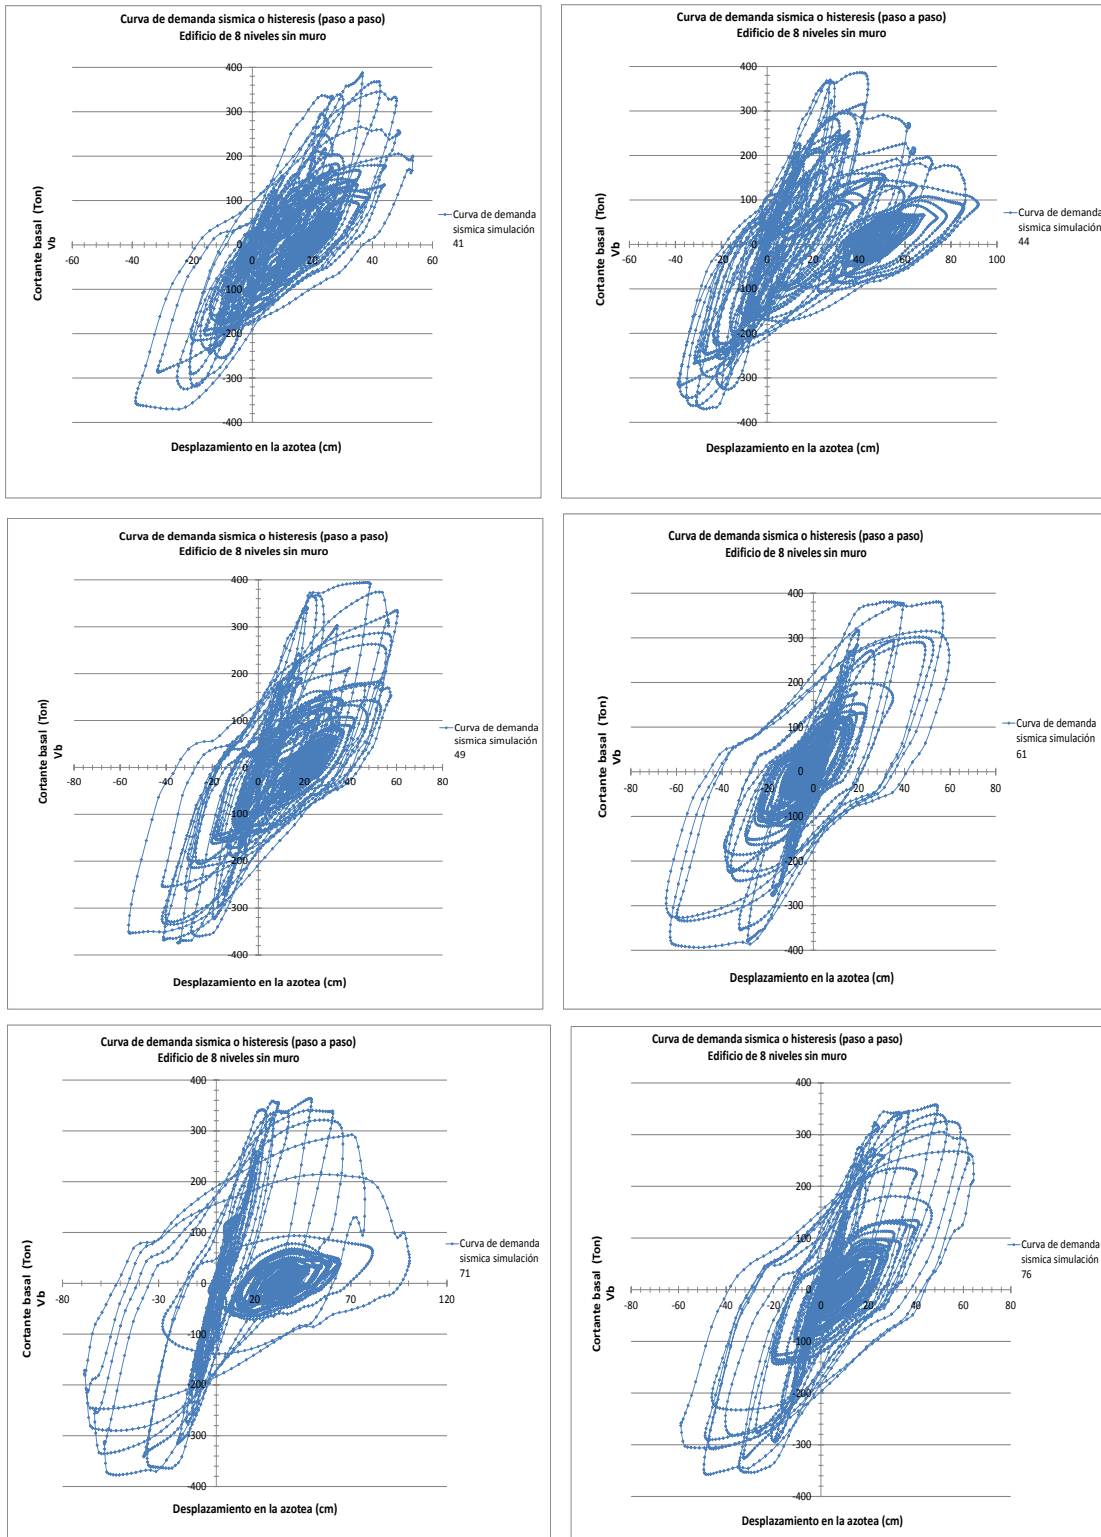 Curva de demanda sismica o histeresis (paso a paso)
Edificio de 8 niveles sin muro
400
300
200
100
0
-100
-200
-300
-400
-40
-20
0
20
40
60
Cortante basal (Ton)
Vb
Desplazamiento en la azotea (cm)
Curva de demanda
sismica simulación
41
Curva de demanda sismica o histeresis (paso a paso)
Edificio de 8 niveles sin muro
400
300
200
100
0
-100
-200
-300
-400
-60
-40
-20
0
20
40
60
80
100
Cortante basal (Ton)
Vb
Desplazamiento en la azotea (cm)
Curva de demanda
sismica simulación
44
Curva de demanda sismica o histeresis (paso a paso)
Edificio de 8 niveles sin muro
400
300
200
100
0
-100
-200
-300
-400
-80
-60
-40
-20
0
20
40
60
80
Cortante basal (Ton)
Vb
Desplazamiento en la azotea (cm)
Curva de demanda
sismica simulación
49
Curva de demanda sismica o histeresis (paso a paso)
Edificio de 8 niveles sin muro
400
300
200
100
0
-100
-200
-300
-400
-80
-60
-40
-20
0
20
40
60
80
Cortante basal (Ton)
Vb
Desplazamiento en la azotea (cm)
Curva de demanda
sismica simulación
61
Curva de demanda sismica o histeresis (paso a paso)
Edificio de 8 niveles sin muro
400
300
200
100
0
-100
-200
-300
-400
-80
-30
20
70
120
Cortante basal (Ton)
Vb
Desplazamiento en la azotea (cm)
Curva de demanda
sismica simulación
71
Curva de demanda sismica o histeresis (paso a paso)
Edificio de 8 niveles sin muro
400
300
200
100
0
-100
-200
-300
-400
-80
-60
-40
-20
0
20
40
60
80
Cortante basal (Ton)
Vb
Desplazamiento en la azotea (cm)
Curva de demanda
sismica simulación
76